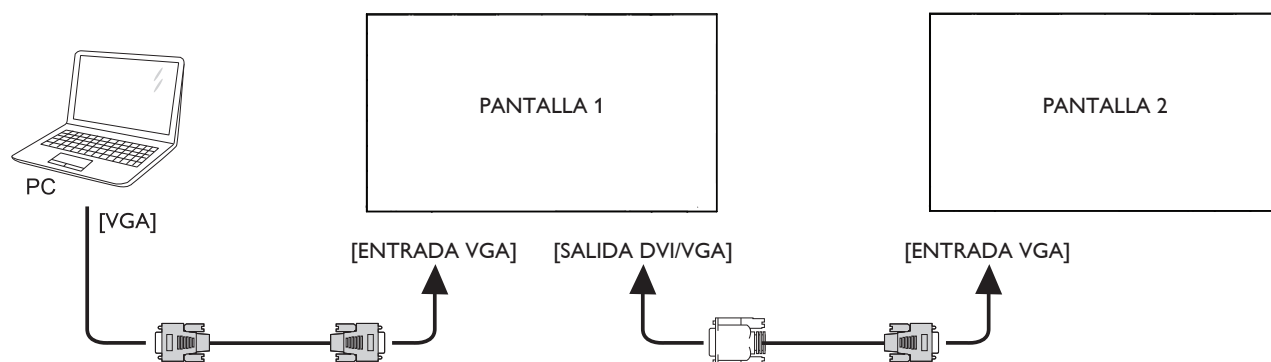 PANTALLA 1
PANTALLA 2
PC
[VGA]
[ENTRADA VGA]
[SALIDA DVI/VGA]
[ENTRADA VGA]